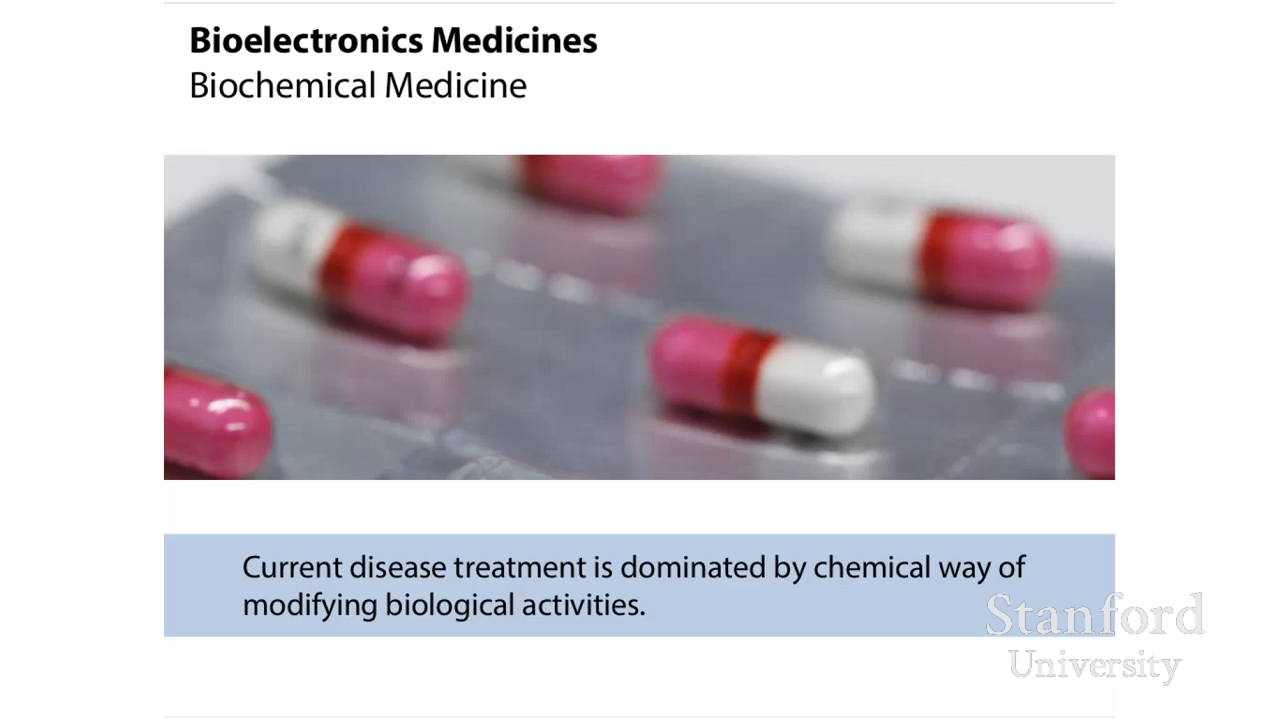 Bioelectronics Medicines
Biochemical Medicine
Current disease treatment is dominated by chemical way of
modifying biological activities.
Stanford
University